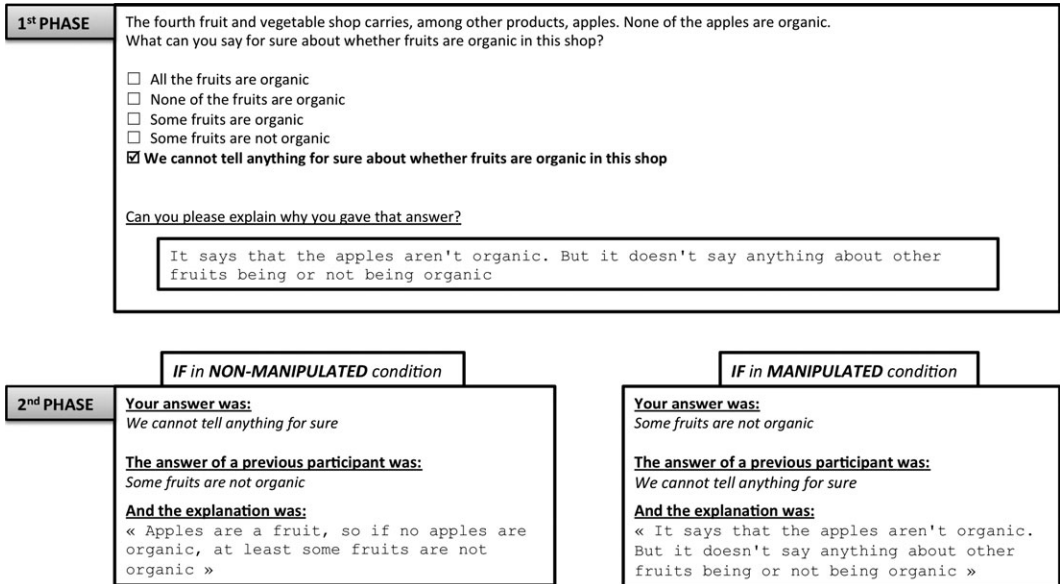 1st PHASE
The fourth fruit and vegetable shop carries, among other products, apples. None of the apples are organic.
What can you say for sure about whether fruits are organic in this shop?
☐ All the fruits are organic
☐ None of the fruits are organic
☐ Some fruits are organic
☐ Some fruits are not organic
☑ We cannot tell anything for sure about whether fruits are organic in this shop
Can you please explain why you gave that answer?
It says that the apples aren't organic. But it doesn't say anything about other
fruits being or not being organic
IF in NON-MANIPULATED condition
2nd PHASE
Your answer was:
We cannot tell anything for sure
The answer of a previous participant was:
Some fruits are not organic
And the explanation was:
« Apples are a fruit, so if no apples are
organic, at least some fruits are not
organic »
IF in MANIPULATED condition
Your answer was:
Some fruits are not organic
The answer of a previous participant was:
We cannot tell anything for sure
And the explanation was:
« It says that the apples aren't organic.
But it doesn't say anything about other
fruits being or not being organic »